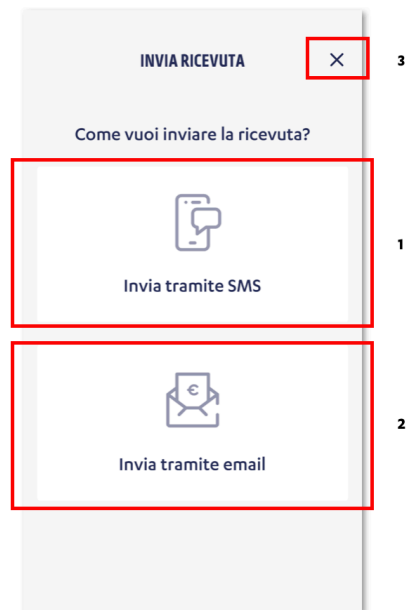 INVIA RICEVUTA
3
Come vuoi inviare la ricevuta?
€
Invia tramite SMS
1
Invia tramite email
2